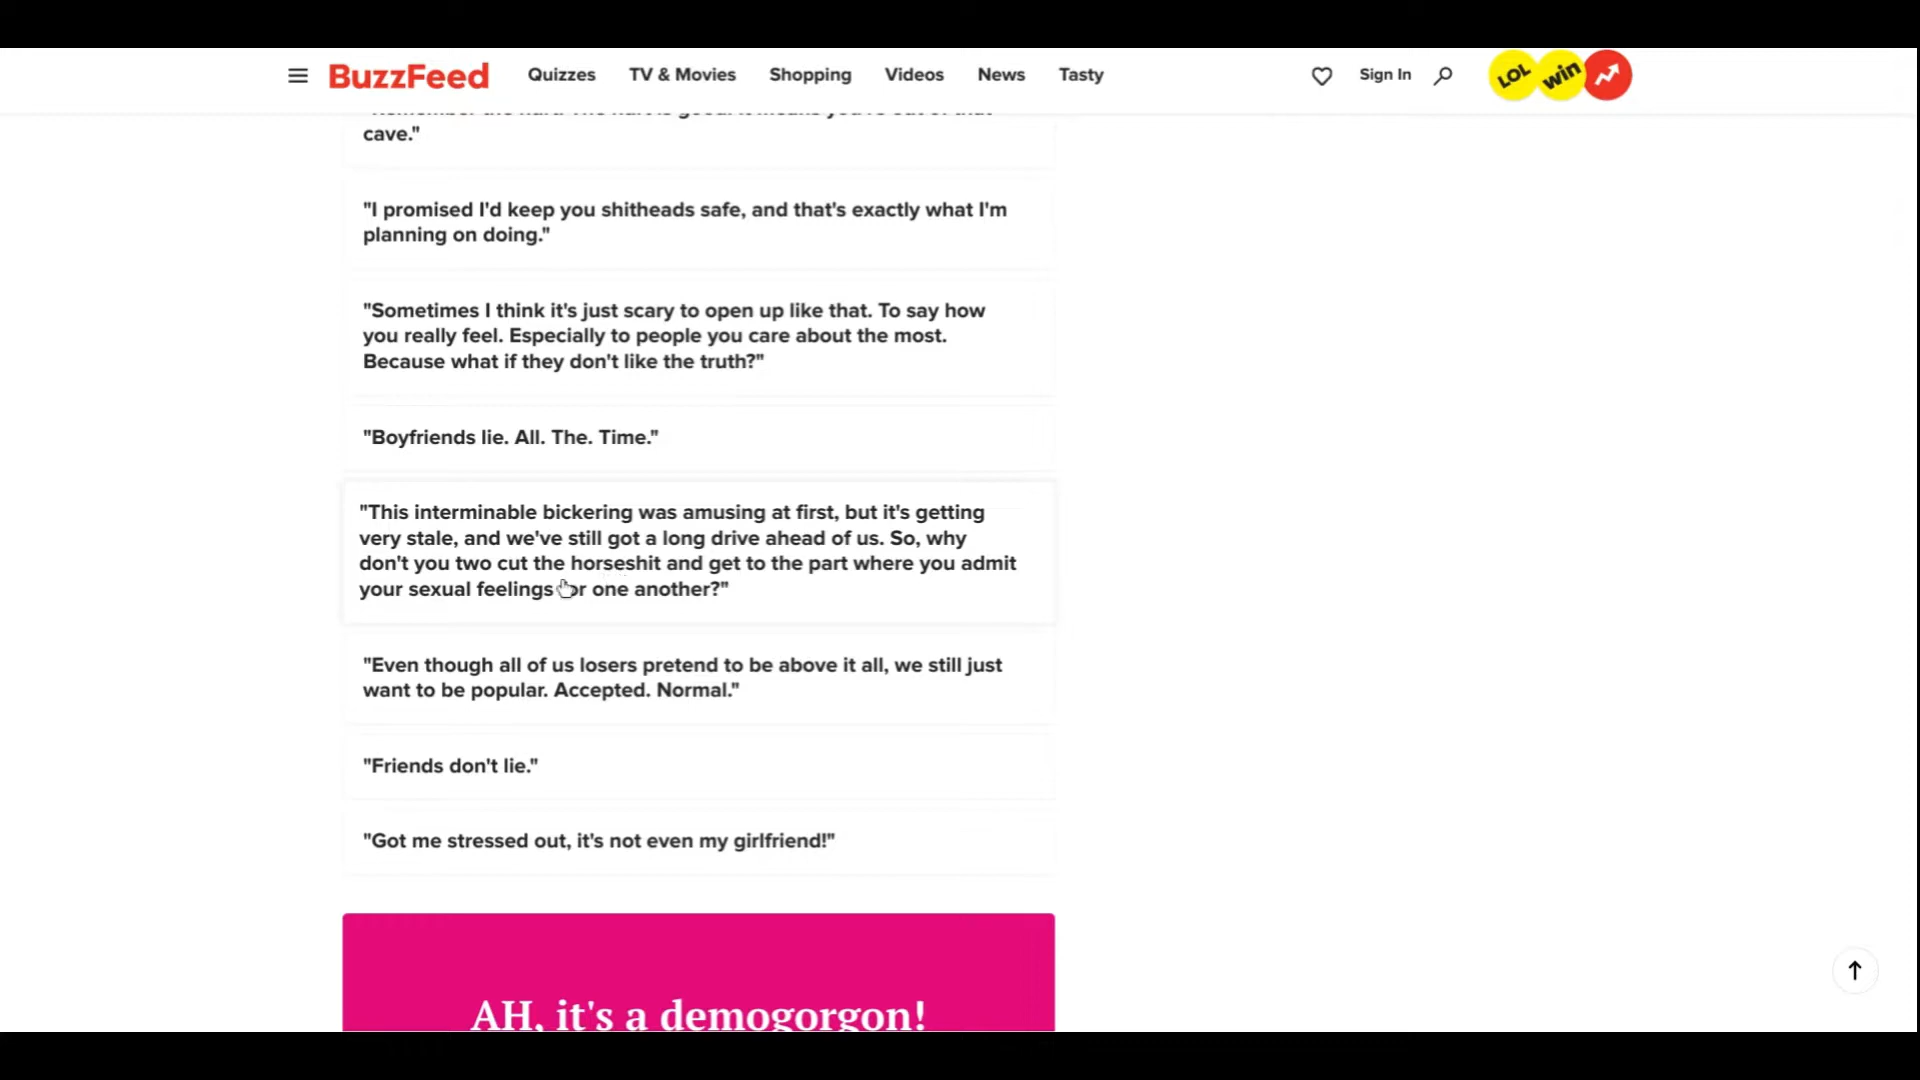 BuzzFeed Quizzes TV & Movies Shopping Videos News Tasty Sign In LOL win
cave."
"I promised I'd keep you shitheads safe, and that's exactly what I'm
planning on doing."
"Sometimes I think it's just scary to open up like that. To say how
you really feel. Especially to people you care about the most.
Because what if they don't like the truth?"
"Boyfriends lie. All. The. Time."
"This interminable bickering was amusing at first, but it's getting
very stale, and we've still got a long drive ahead of us. So, why
don't you two cut the horseshit and get to the part where you admit
your sexual feelings for one another?"
"Even though all of us losers pretend to be above it all, we still just
want to be popular. Accepted. Normal."
"Friends don't lie."
"Got me stressed out, it's not even my girlfriend!"
AH, it's a demogorgon!